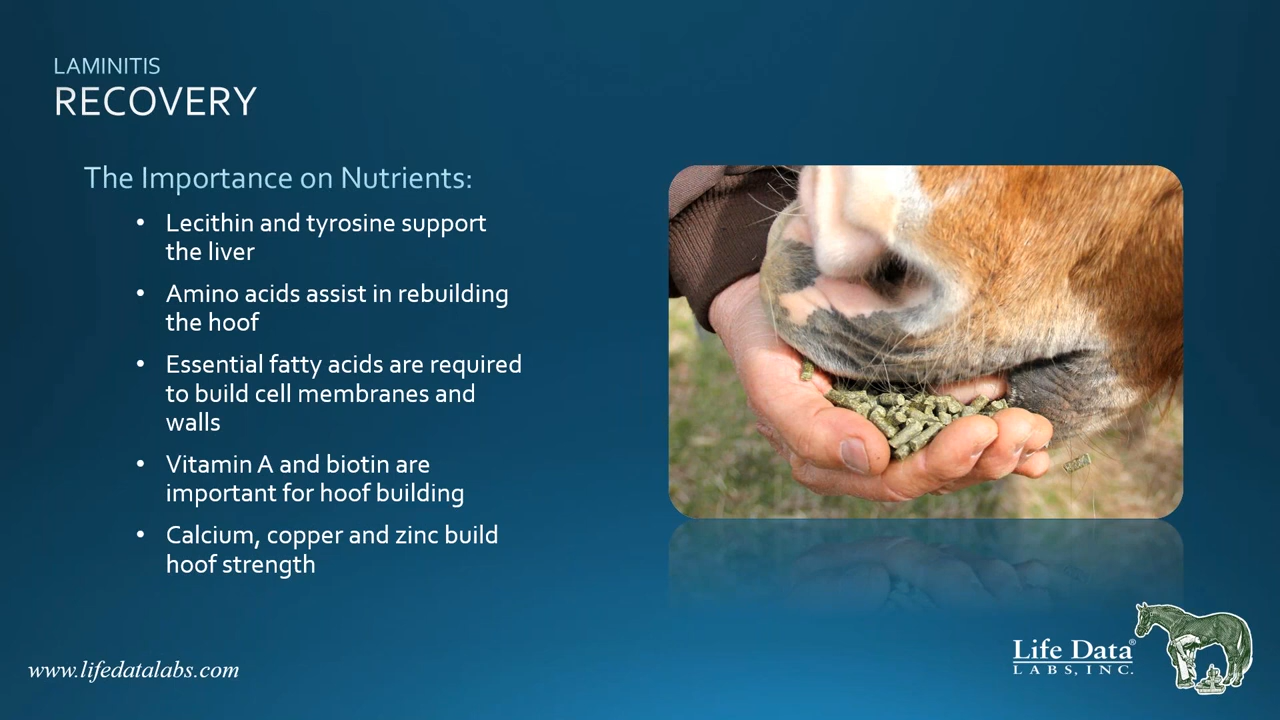 LAMINITIS
RECOVERY
The Importance on Nutrients:
• Lecithin and tyrosine support
the liver
• Amino acids assist in rebuilding
the hoof
• Essential fatty acids are required
to build cell membranes and
walls
• Vitamin A and biotin are
important for hoof building
• Calcium, copper and zinc build
hoof strength
www.lifedatalabs.com
Life Data®
LABS, INC.